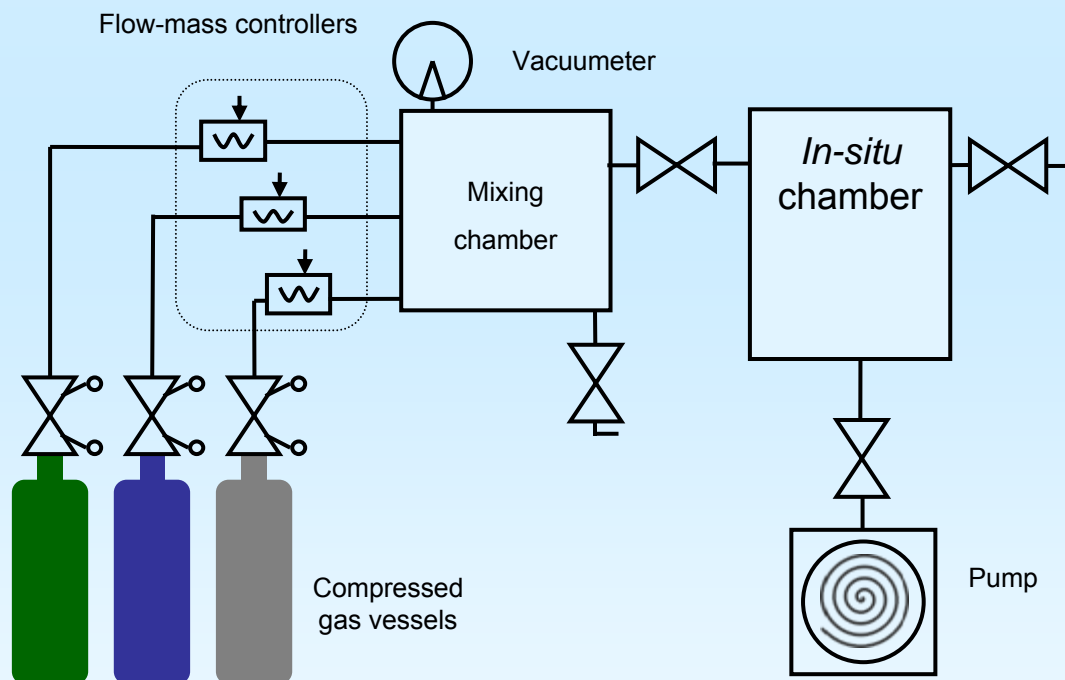 Flow-mass controllers
Vacuumeter
Mixing
chamber
In-situ
chamber
Compressed
gas vessels
Pump